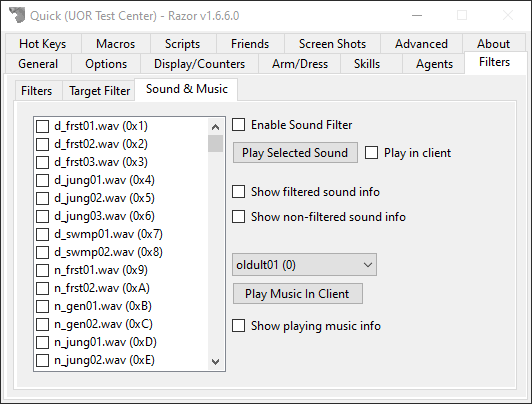 Quick (UOR Test Center) - Razor v1.6.6.0
Hot Keys Macros Scripts Friends Screen Shots Advanced About
General Options Display/Counters Arm/Dress Skills Agents Filters
Filters Target Filter Sound & Music
d_frst01.wav (0x1)
d_frst02.wav (0x2)
d_frst03.wav (0x3)
d_jung01.wav (0x4)
d_jung02.wav (0x5)
d_jung03.wav (0x6)
d_swmp01.wav (0x7)
d_swmp02.wav (0x8)
n_frst01.wav (0x9)
n_frst02.wav (0xA)
n_gen01.wav (0xB)
n_gen02.wav (0xC)
n_jung01.wav (0xD)
n_jung02.wav (0xE)
Enable Sound Filter
Play Selected Sound Play in client
Show filtered sound info
Show non-filtered sound info
oldult01 (0)
Play Music In Client
Show playing music info